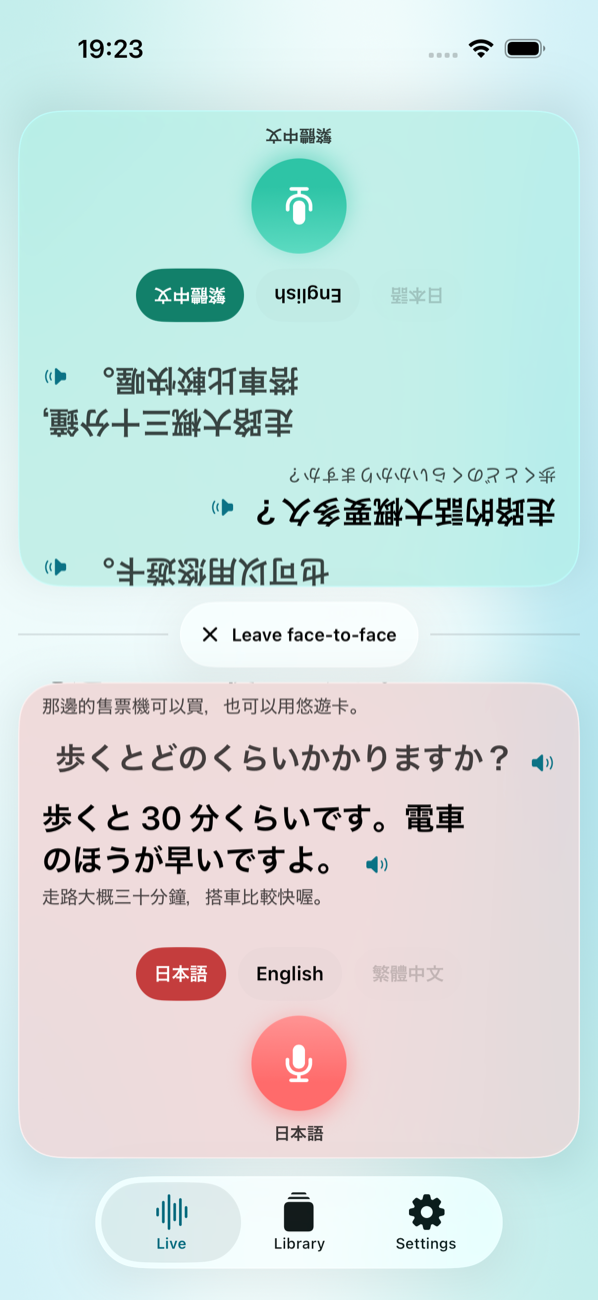 19:23
繁體中文
繁體中文
English
日本語
搭車比較快喔。
走路大概三十分鐘，
歩くとどのくらいかかりますか？
走路的話大概要多久？
也可以用悠遊卡。
Leave face-to-face
那邊的售票機可以買，也可以用悠遊卡。
歩くとどのくらいかかりますか？
歩くと 30 分くらいです。電車
のほうが早いですよ。
走路大概三十分鐘，搭車比較快喔。
日本語
English
繁體中文
日本語
Live
Library
Settings